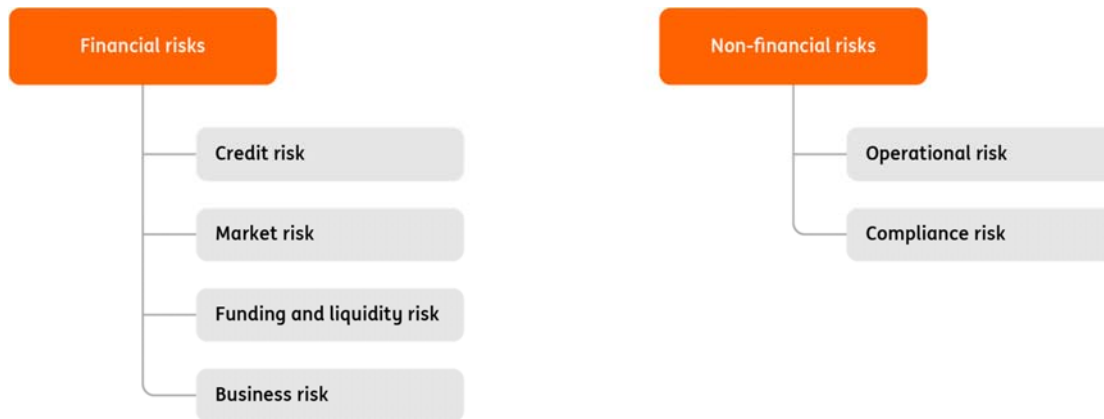 Financial risks
Credit risk
Market risk
Funding and liquidity risk
Business risk
Non-financial risks
Operational risk
Compliance risk